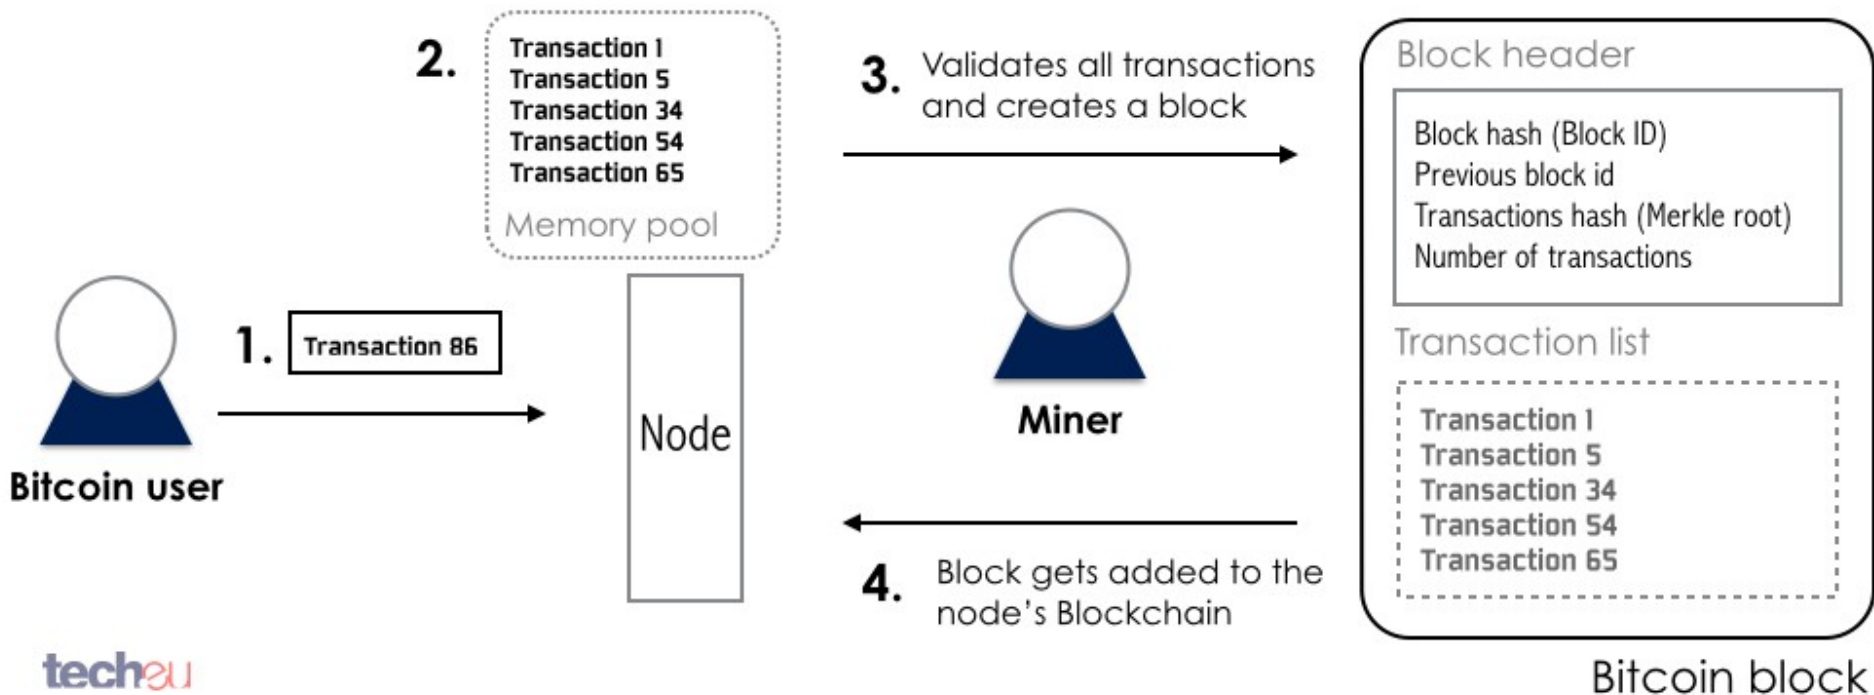 2.
Transaction 1
Transaction 5
Transaction 34
Transaction 54
Transaction 65
Memory pool
1.
Transaction 86
Bitcoin user
Node
3.
Validates all transactions
and creates a block
Miner
4.
Block gets added to the
node's Blockchain
Block header
Block hash (Block ID)
Previous block id
Transactions hash (Merkle root)
Number of transactions
Transaction list
Transaction 1
Transaction 5
Transaction 34
Transaction 54
Transaction 65
Bitcoin block
techeu